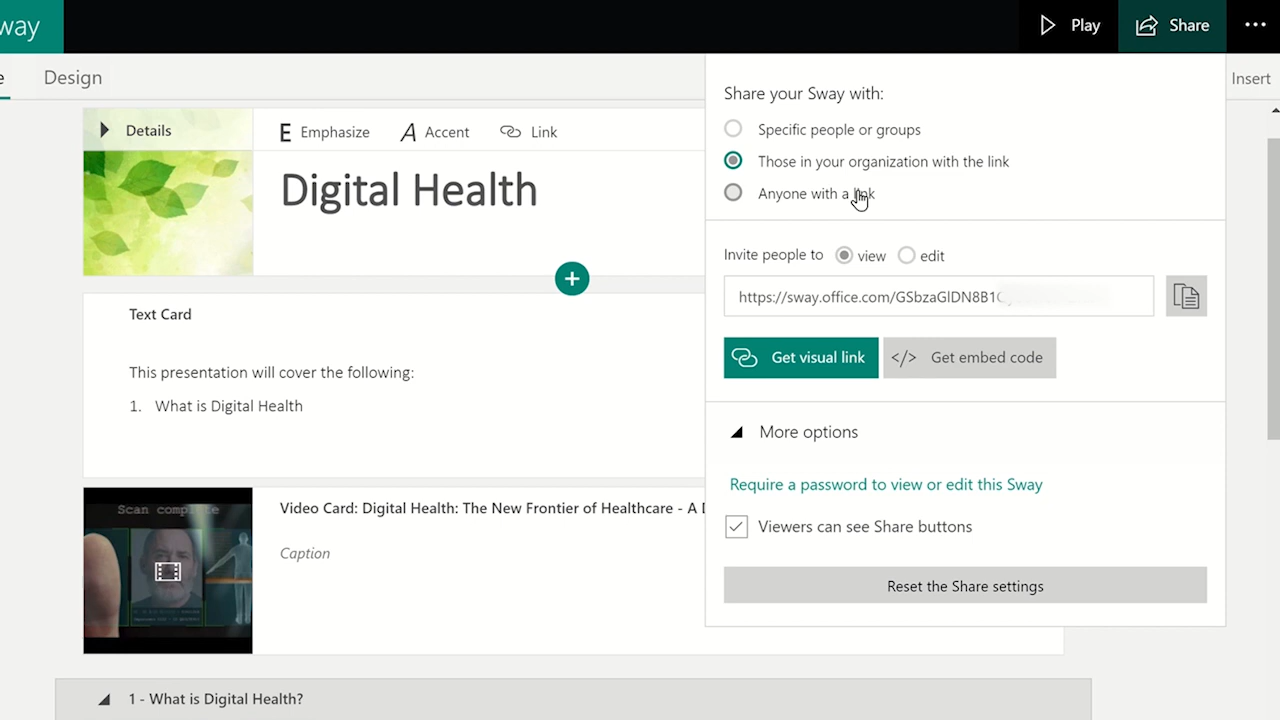 way
Play
Share
e
Design
Insert
Details
E Emphasize
A Accent
Link
Digital Health
Text Card
This presentation will cover the following:
1. What is Digital Health
Scan complete
Video Card: Digital Health: The New Frontier of Healthcare - A D
Caption
1 - What is Digital Health?
Share your Sway with:
Specific people or groups
Those in your organization with the link
Anyone with a link
Invite people to view edit
https://sway.office.com/GSbzaGlDN8B1
Get visual link
</> Get embed code
More options
Require a password to view or edit this Sway
Viewers can see Share buttons
Reset the Share settings